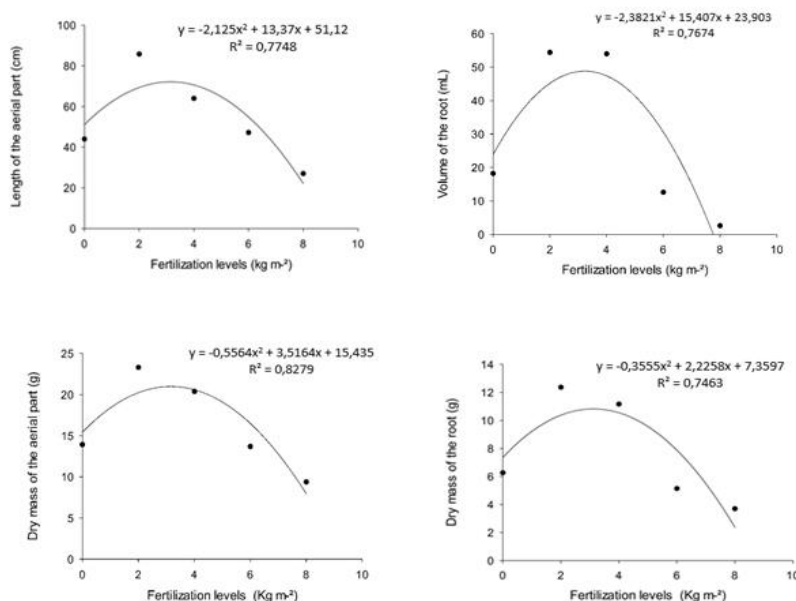 y = -2,125x² + 13,37x + 51,12
R² = 0,7748
Length of the aerial part (cm)
100
80
60
40
20
0
0 2 4 6 8 10
Fertilization levels (kg m-²)
y = -2,3821x² + 15,407x + 23,903
R² = 0,7674
Volume of the root (mL)
60
50
40
30
20
10
0
0 2 4 6 8 10
Fertilization levels (kg m-²)
y = -0,5564x² + 3,5164x + 15,435
R² = 0,8279
Dry mass of the aerial part (g)
25
20
15
10
5
0
0 2 4 6 8 10
Fertilization levels (Kg m-²)
y = -0,3555x² + 2,2258x + 7,3597
R² = 0,7463
Dry mass of the root (g)
14
12
10
8
6
4
2
0
0 2 4 6 8 10
Fertilization levels (Kg m-²)